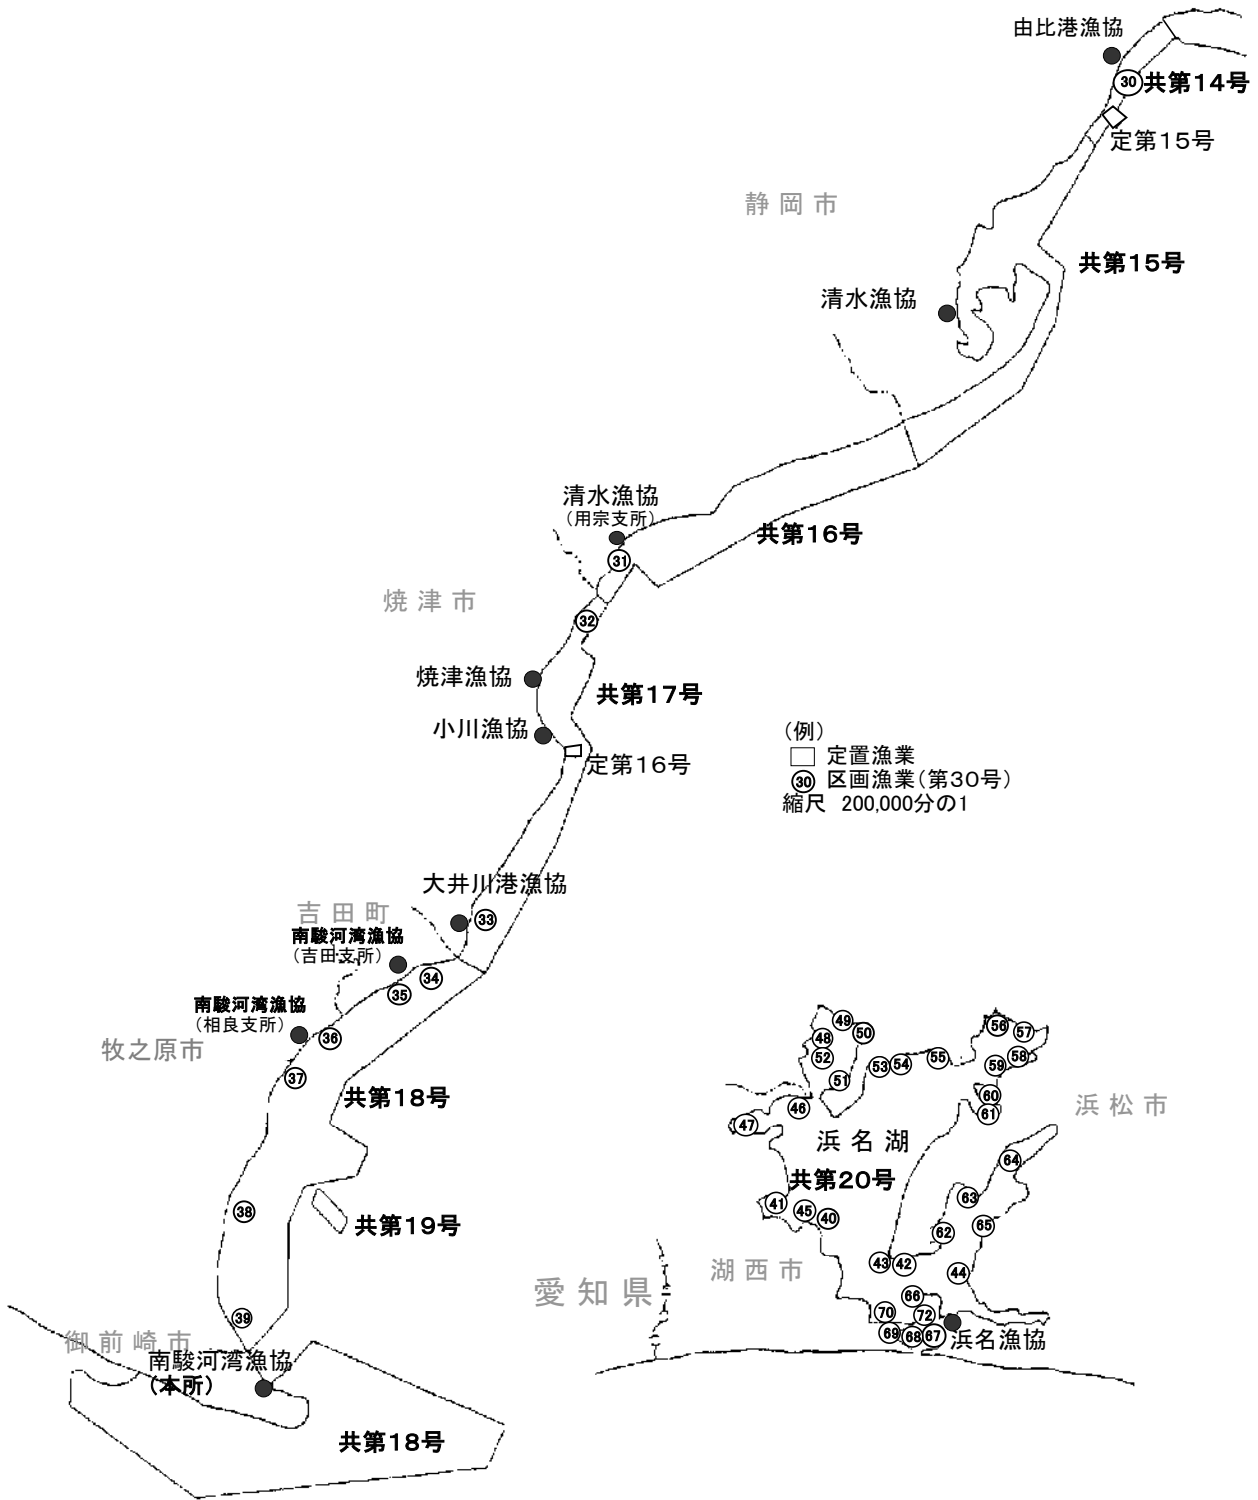 由比港漁協
30
共第14号
定第15号
静岡市
共第15号
清水漁協
清水漁協
（用宗支所）
共第16号
31
焼津市
32
焼津漁協
共第17号
小川漁協
定第16号
（例）
定置漁業
30 区画漁業（第30号）
縮尺 200,000分の1
大井川港漁協
吉田町
33
南駿河湾漁協
（吉田支所）
34
35
南駿河湾漁協
（相良支所）
36
牧之原市
37
共第18号
38
共第19号
39
御前崎市
南駿河湾漁協
（本所）
共第18号
49
48
50
52
51
53
54
55
56
57
58
59
60
61
46
47
浜名湖
浜松市
共第20号
64
41
45
40
63
62
65
43
42
44
湖西市
愛知県
66
70
72
69
68
67
浜名漁協